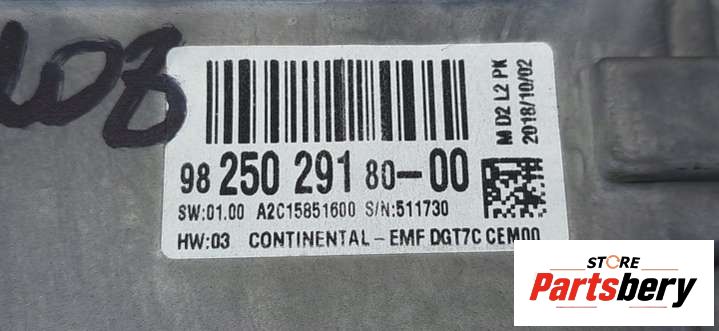 98 250 291 80-00
SW:01.00 A2C15851600 S/N:511730
HW:03 CONTINENTAL-EMF DGT7C CEM00
M D2 L2 PK
2018/10/02
STORE
Partsbery